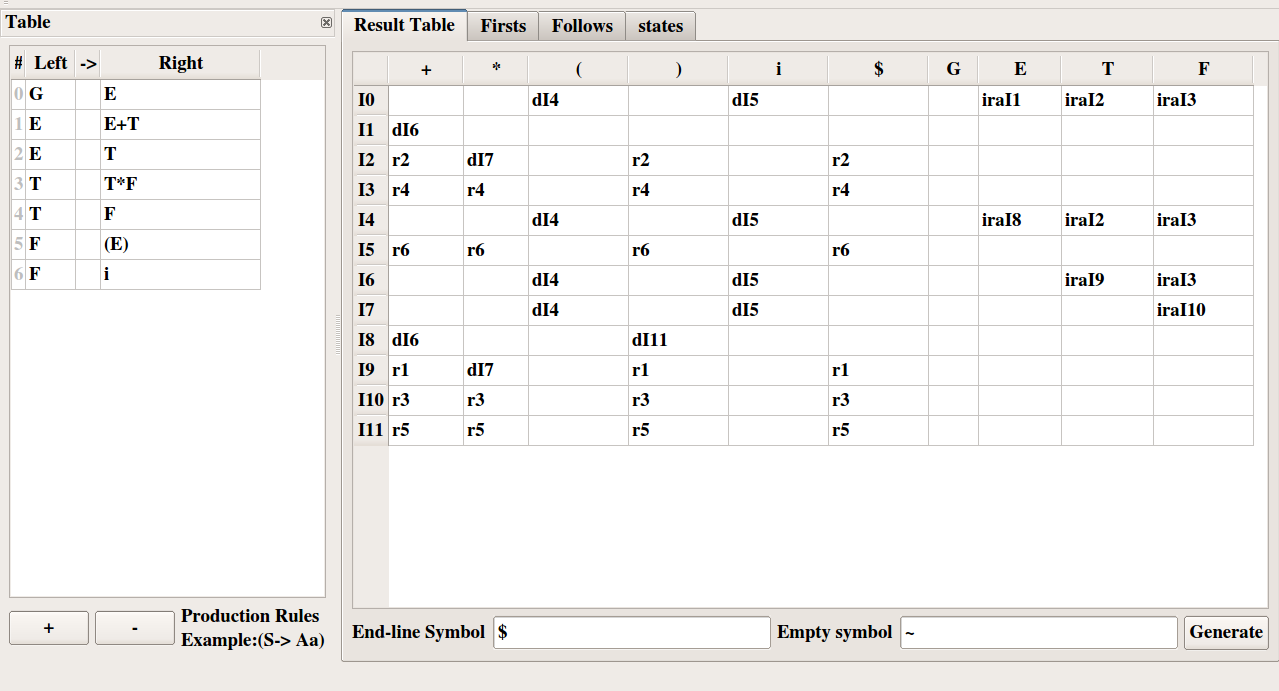 Table
# Left -> Right
0 G E
1 E E+T
2 E T
3 T T*F
4 T F
5 F (E)
6 F i
+ -
Production Rules
Example:(S-> Aa)
Result Table Firsts Follows states
+ * ( ) i $ G E T F
I0 dI4 dI5 iraI1 iraI2 iraI3
I1 dI6
I2 r2 dI7 r2 r2
I3 r4 r4 r4 r4
I4 dI4 dI5 iraI8 iraI2 iraI3
I5 r6 r6 r6 r6
I6 dI4 dI5 iraI9 iraI3
I7 dI4 dI5 iraI10
I8 dI6 dI11
I9 r1 dI7 r1 r1
I10 r3 r3 r3 r3
I11 r5 r5 r5 r5
End-line Symbol $ Empty symbol ~ Generate